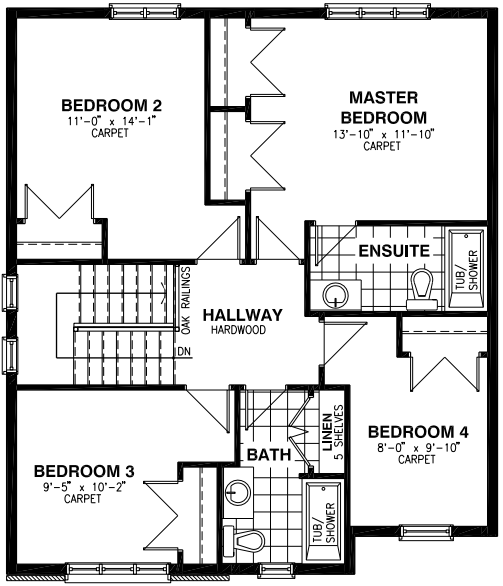 BEDROOM 2
11'-0" x 14'-1"
CARPET
MASTER
BEDROOM
13'-10" x 11'-10"
CARPET
ENSUITE
TUB/
SHOWER
OAK RAILINGS
HALLWAY
HARDWOOD
DN
LINEN
5 SHELVES
BEDROOM 4
8'-0" x 9'-10"
CARPET
BEDROOM 3
9'-5" x 10'-2"
CARPET
BATH
TUB/
SHOWER